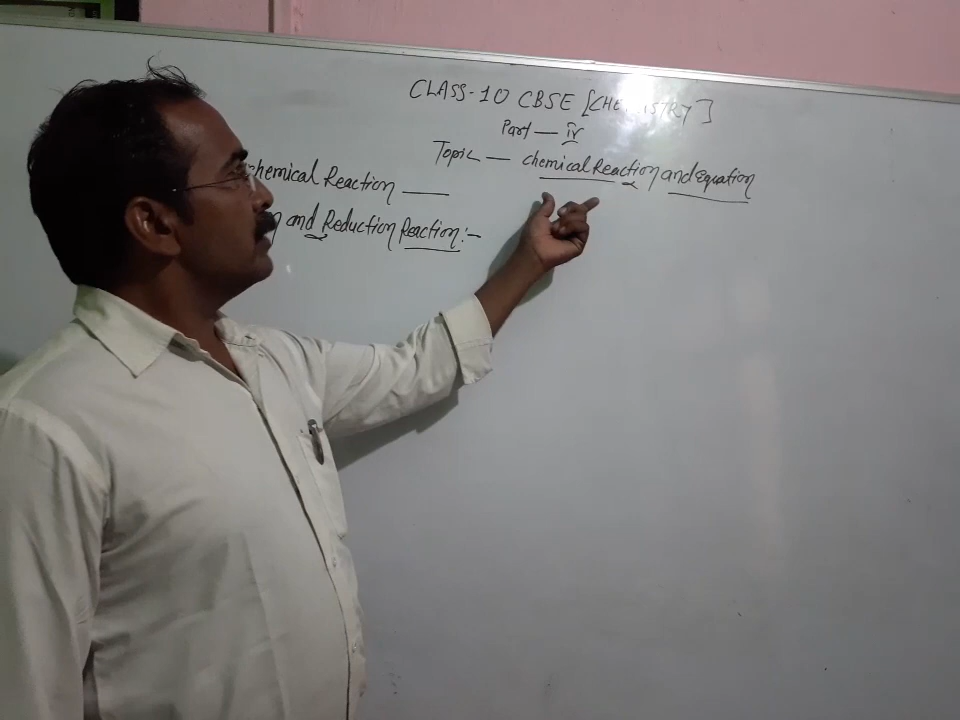 CLASS-10 CBSE [CHEMISTRY]
Part — iv
Topic — chemical Reaction and Equation
chemical Reaction —
and Reduction Reaction:-